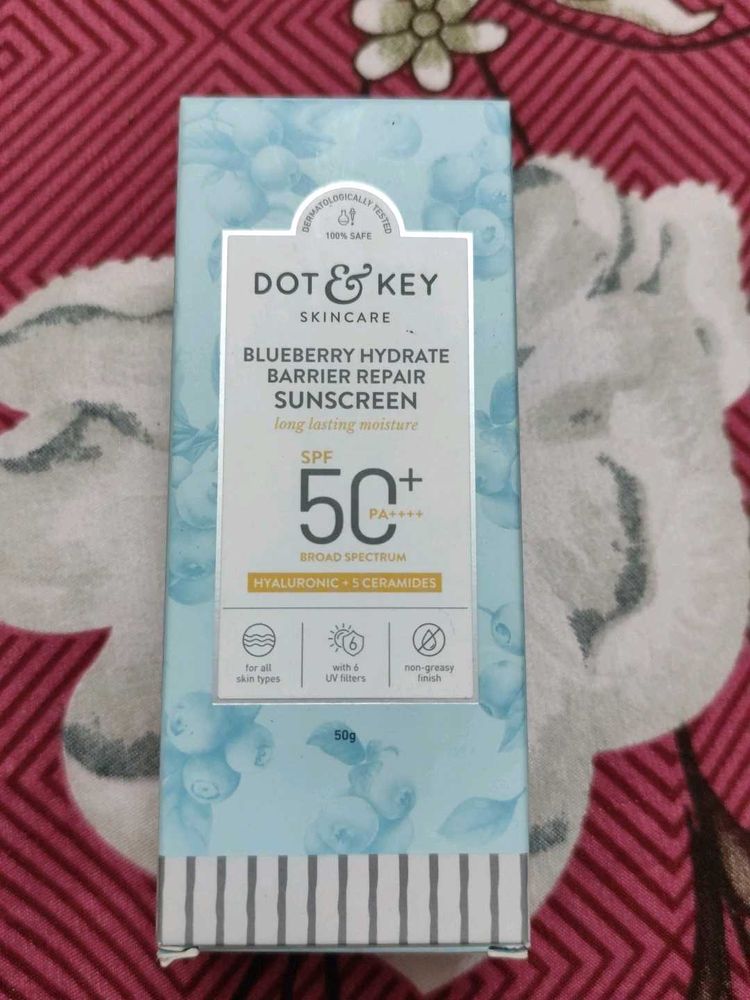 DERMATOLOGICALLY TESTED
100% SAFE
DOT & KEY
SKINCARE
BLUEBERRY HYDRATE
BARRIER REPAIR
SUNSCREEN
long lasting moisture
SPF
50+
PA++++
BROAD SPECTRUM
HYALURONIC + 5 CERAMIDES
for all
skin types
6
with 6
UV filters
non-greasy
finish
50g